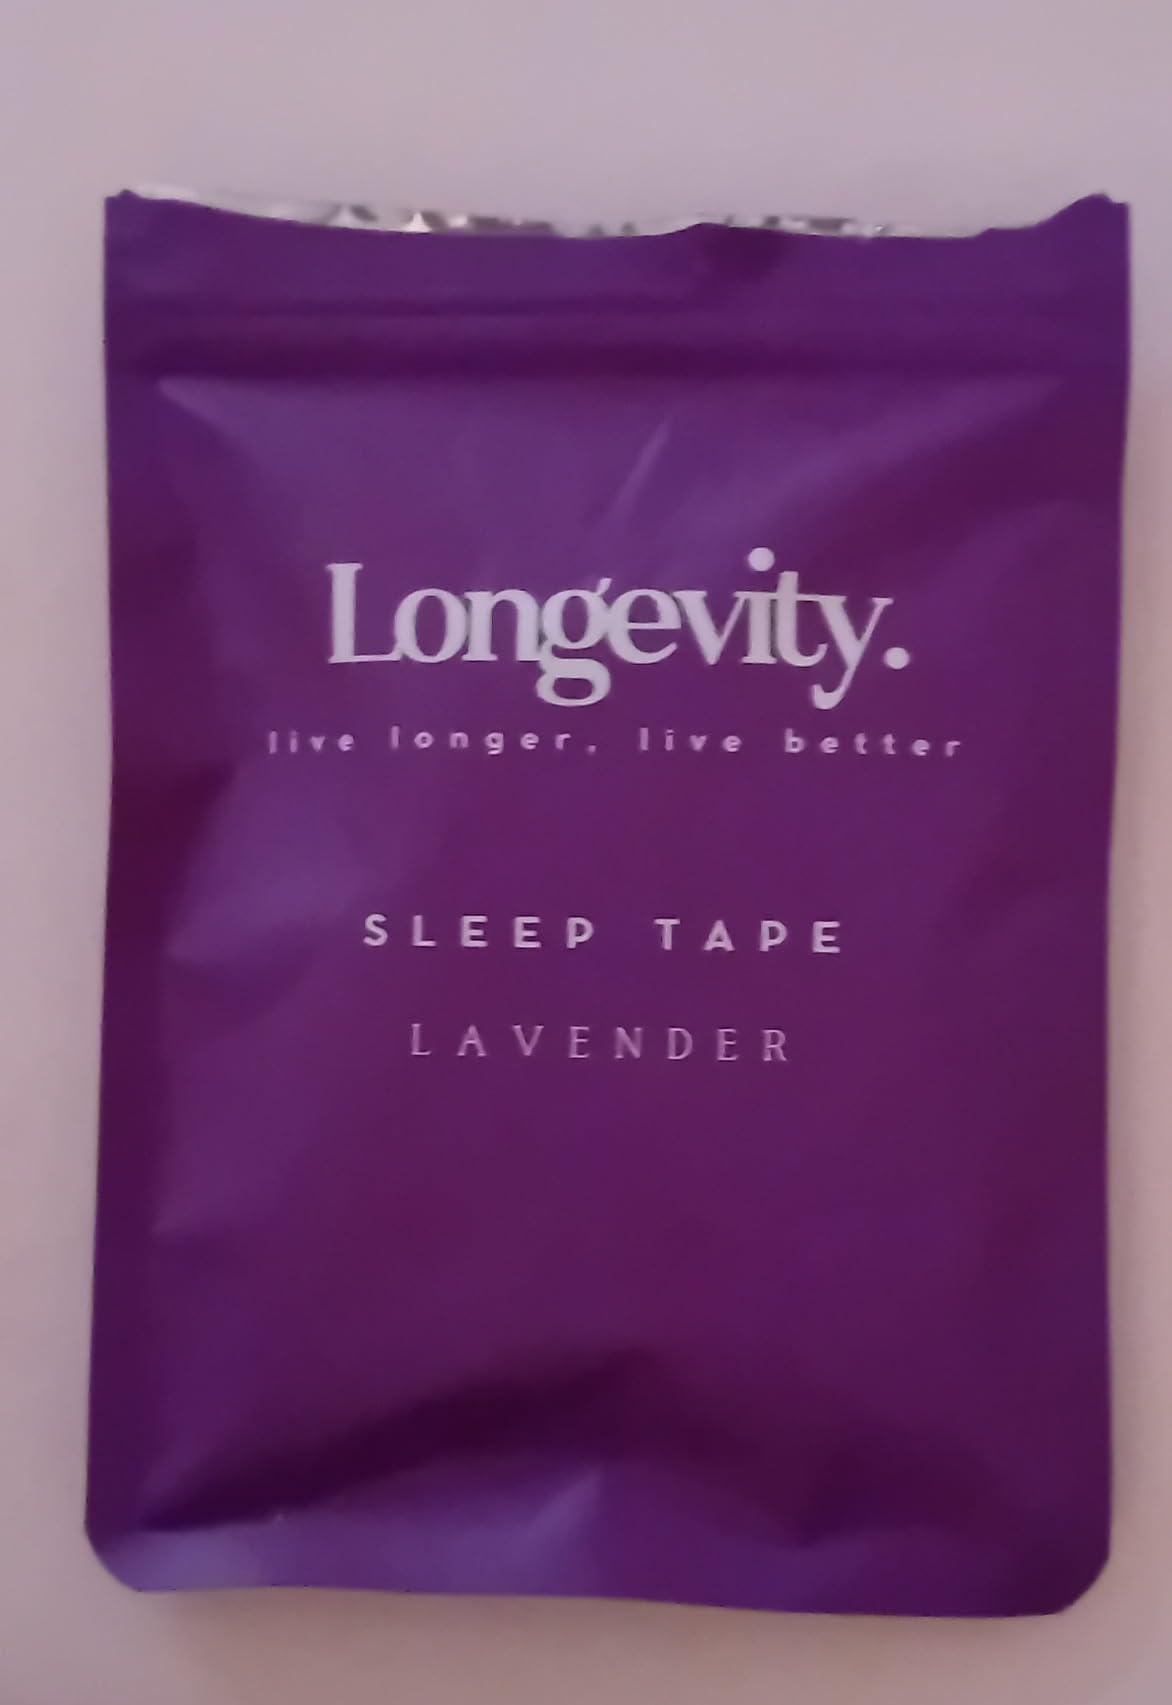 Longevity.
live longer, live better
SLEEP TAPE
LAVENDER